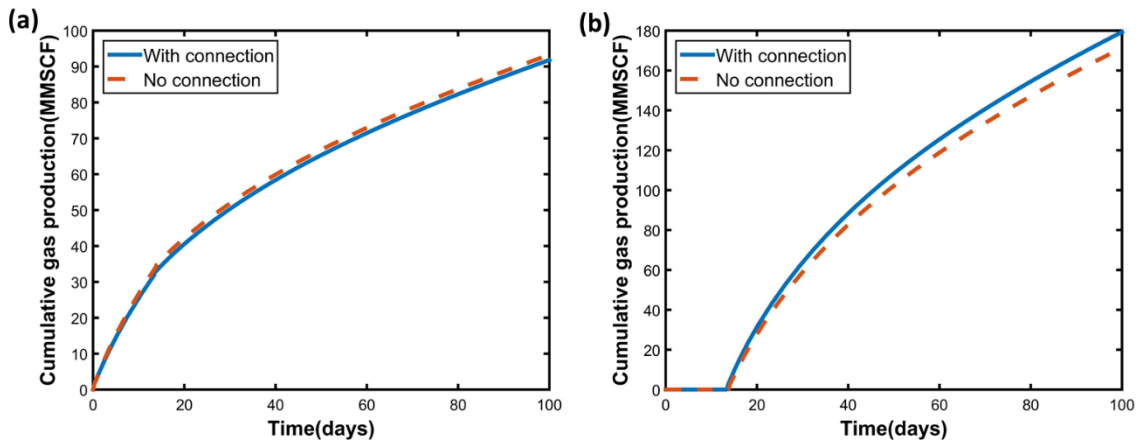 (a)
Cumulative gas production(MMSCF)
100
90
80
70
60
50
40
30
20
10
0
With connection
No connection
0 20 40 60 80 100
Time(days)
(b)
Cumulative gas production(MMSCF)
180
160
140
120
100
80
60
40
20
0
With connection
No connection
0 20 40 60 80 100
Time(days)